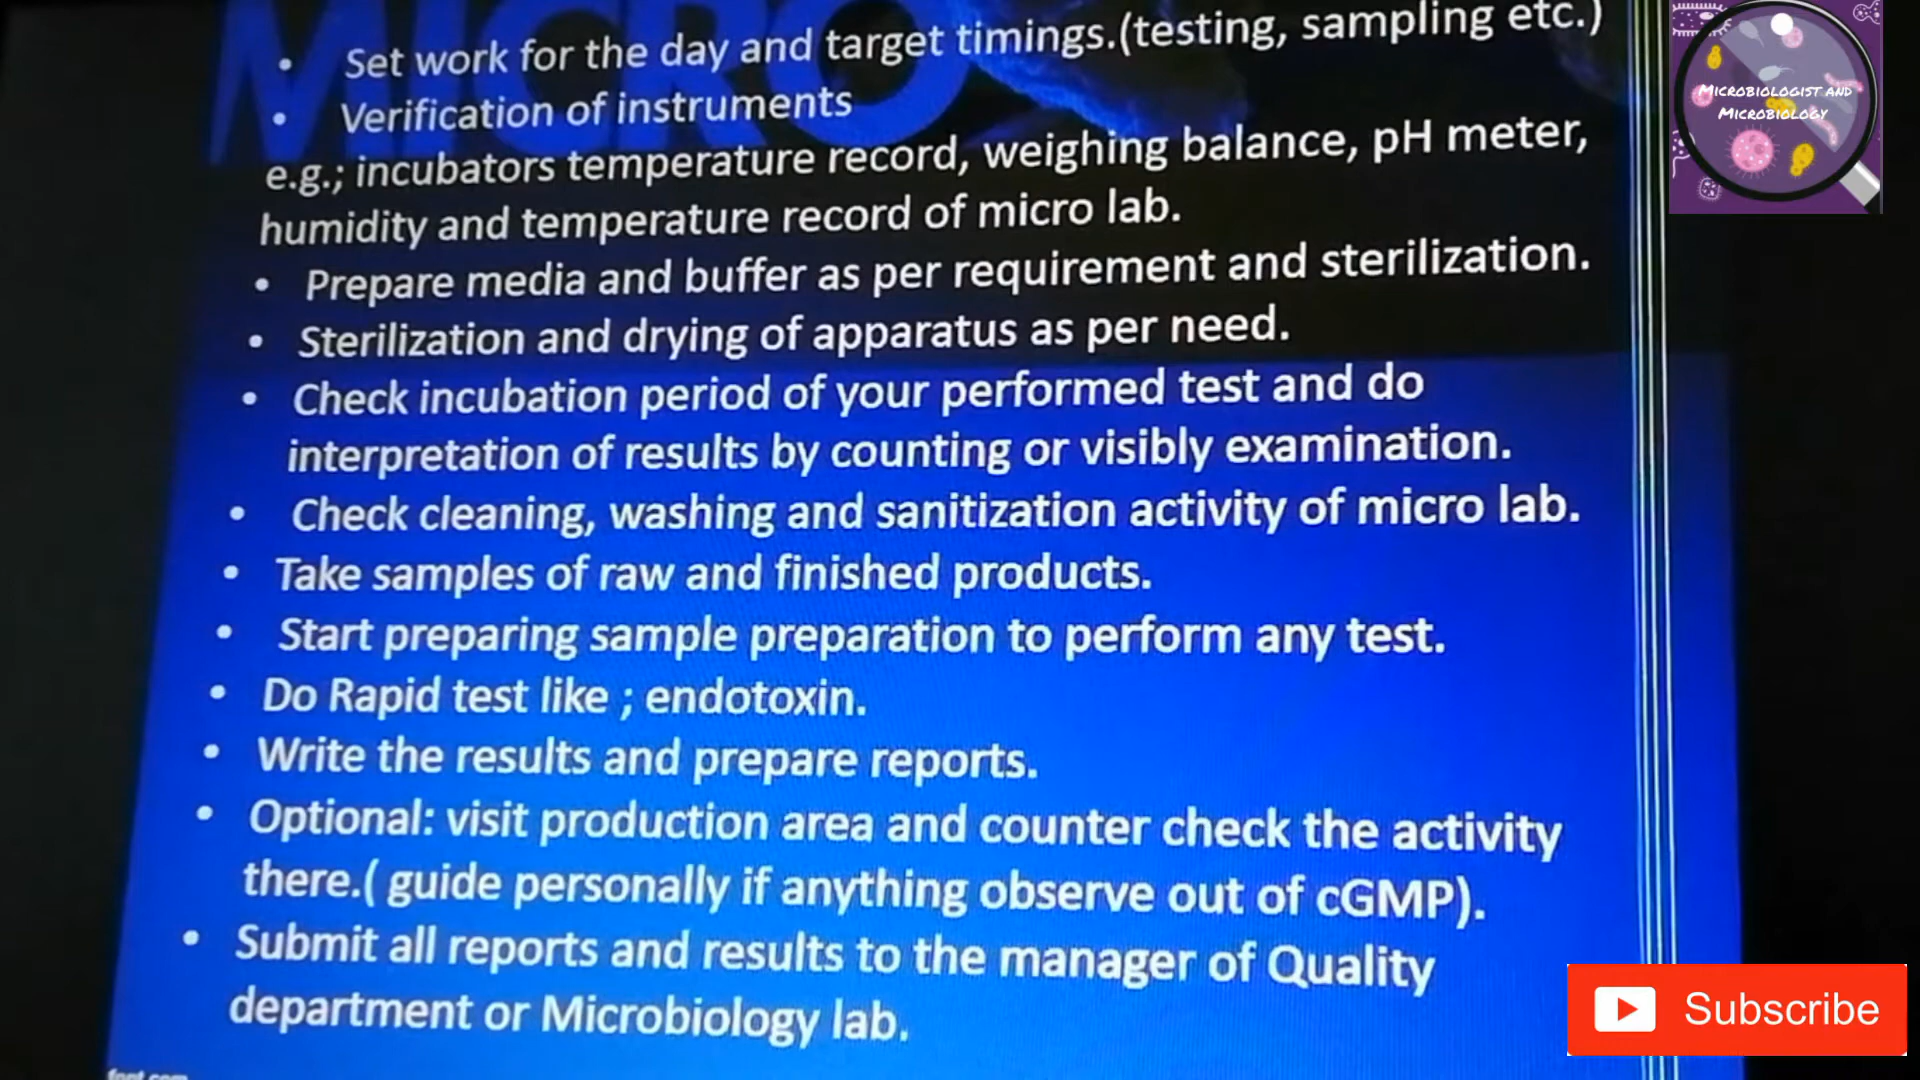 MICRO
• Set work for the day and target timings.(testing, sampling etc.)
• Verification of instruments
e.g.; incubators temperature record, weighing balance, pH meter,
humidity and temperature record of micro lab.
• Prepare media and buffer as per requirement and sterilization.
• Sterilization and drying of apparatus as per need.
• Check incubation period of your performed test and do
interpretation of results by counting or visibly examination.
• Check cleaning, washing and sanitization activity of micro lab.
• Take samples of raw and finished products.
• Start preparing sample preparation to perform any test.
• Do Rapid test like ; endotoxin.
• Write the results and prepare reports.
• Optional: visit production area and counter check the activity
there.( guide personally if anything observe out of cGMP).
• Submit all reports and results to the manager of Quality
department or Microbiology lab.
Microbiologist and
Microbiology
Subscribe